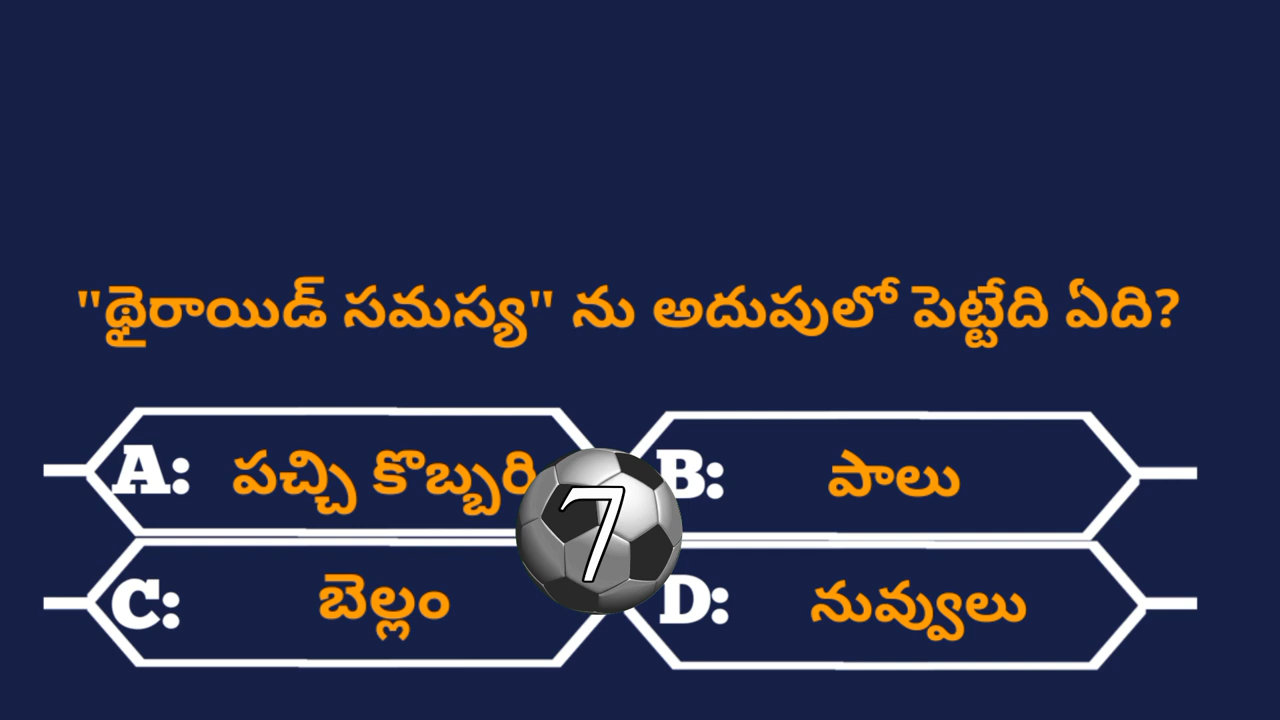 "థైరాయిడ్ సమస్య" ను అదుపులో పెట్టేది ఏది?
A: పచ్చి కొబ్బరి
B: పాలు
7
C: బెల్లం
D: నువ్వులు